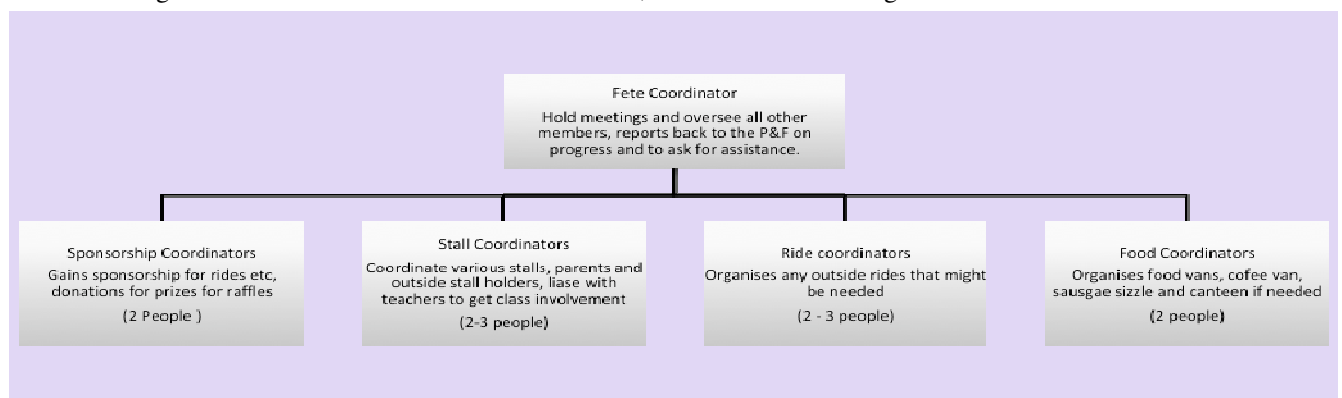 Fete Coordinator
Hold meetings and oversee all other
members, reports back to the P&F on
progress and to ask for assistance.
Sponsorship Coordinators
Gains sponsorship for rides etc,
donations for prizes for raffles
(2 People )
Stall Coordinators
Coordinate various stalls, parents and
outside stall holders, liase with
teachers to get class involvement
(2-3 people)
Ride coordinators
Organises any outside rides that might
be needed
(2 - 3 people)
Food Coordinators
Organises food vans, cofee van,
sausgae sizzle and canteen if needed
(2 people)